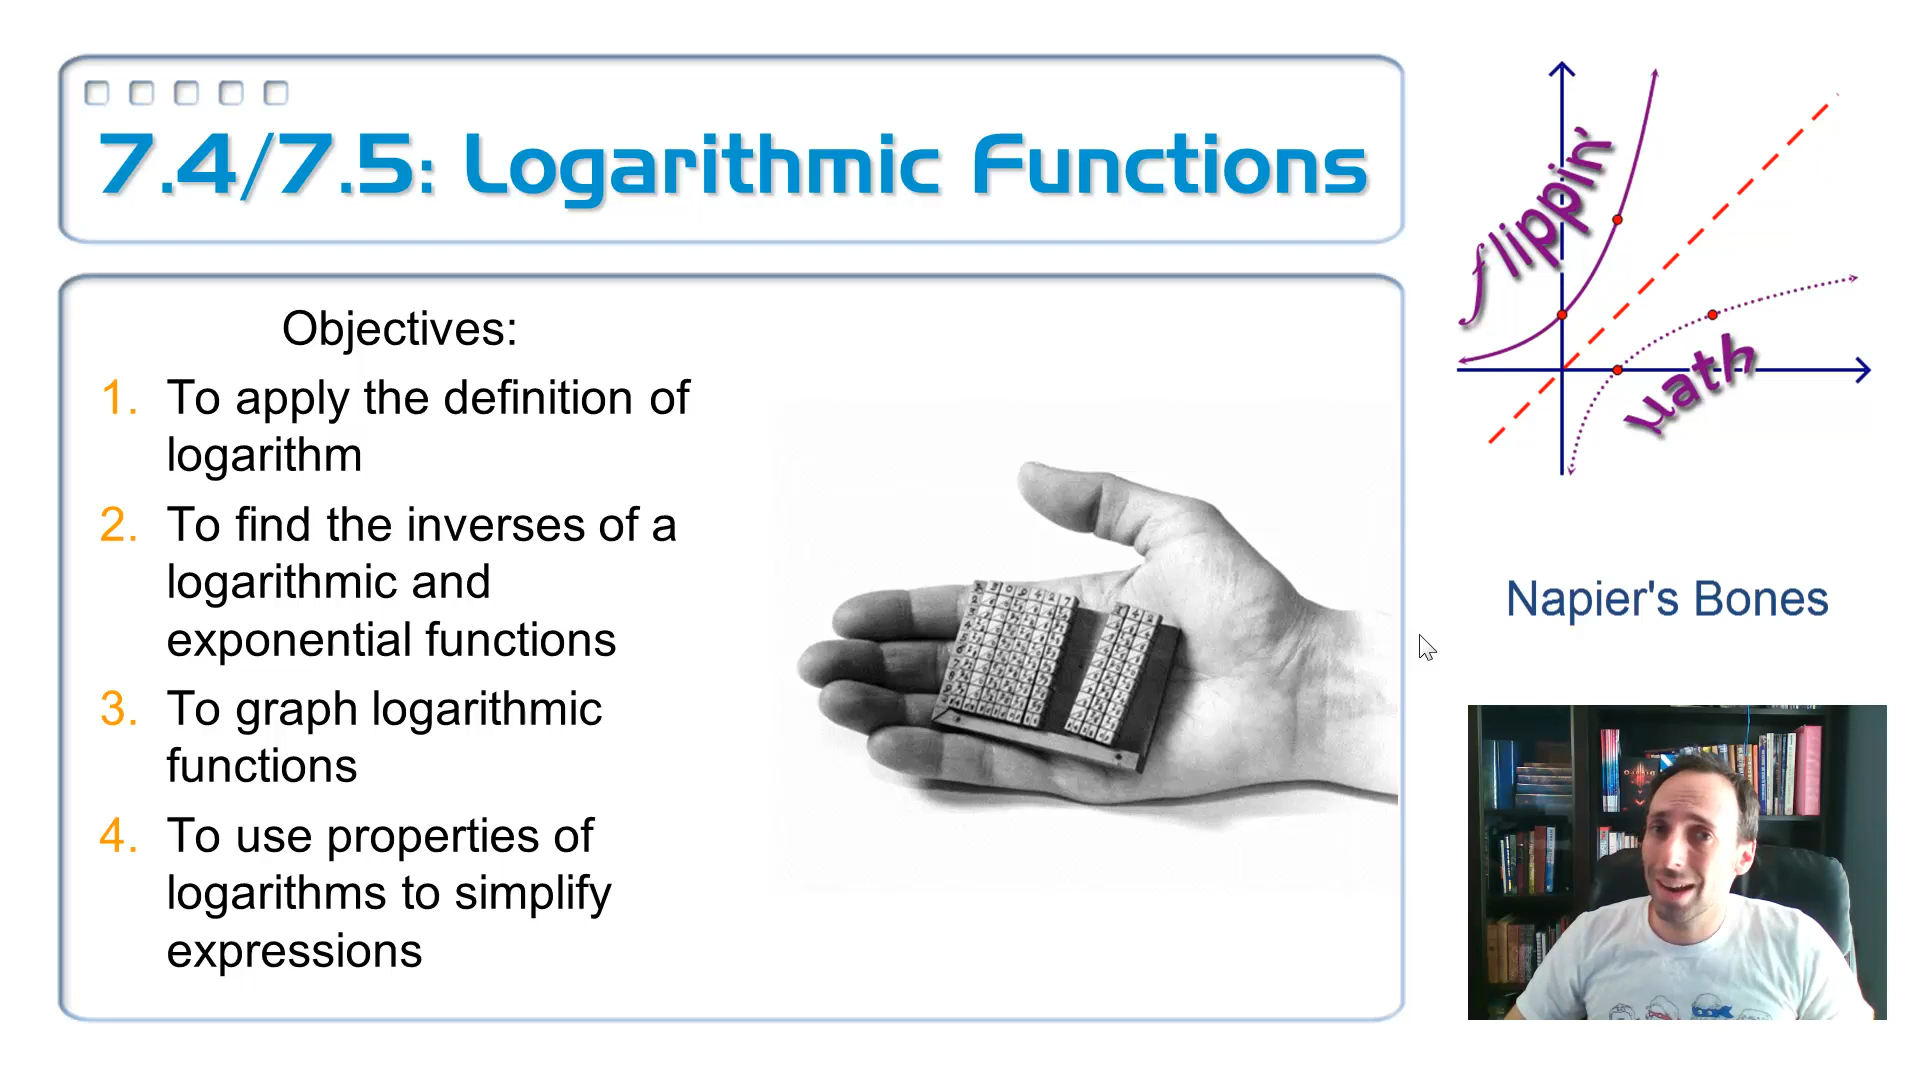 7.4/7.5: Logarithmic Functions
Objectives:
1. To apply the definition of
logarithm
2. To find the inverses of a
logarithmic and
exponential functions
3. To graph logarithmic
functions
4. To use properties of
logarithms to simplify
expressions
flippin'
math
Napier's Bones